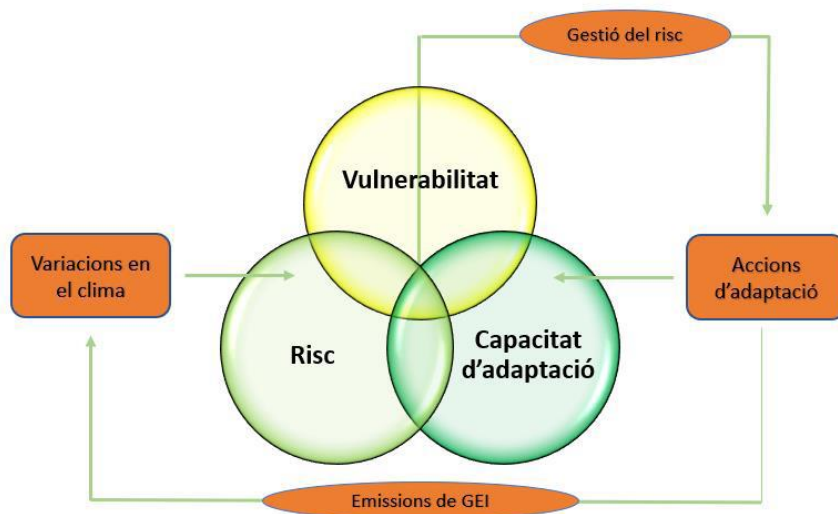 Gestió del risc
Vulnerabilitat
Variacions en
el clima
Accions
d'adaptació
Risc
Capacitat
d'adaptació
Emissions de GEI